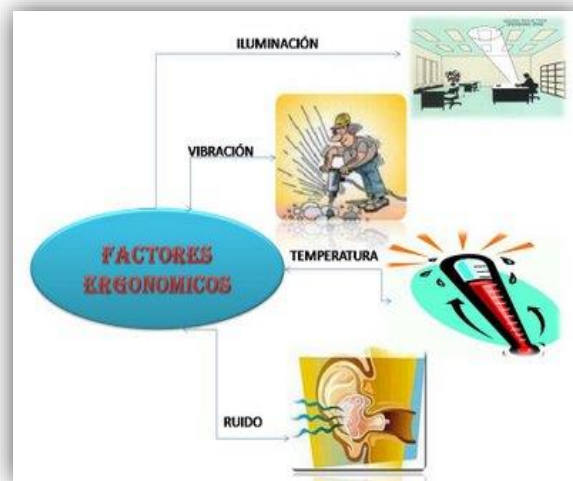 ILUMINACIÓN
VIBRACIÓN
FACTORES
ERGONOMICOS
TEMPERATURA
RUIDO